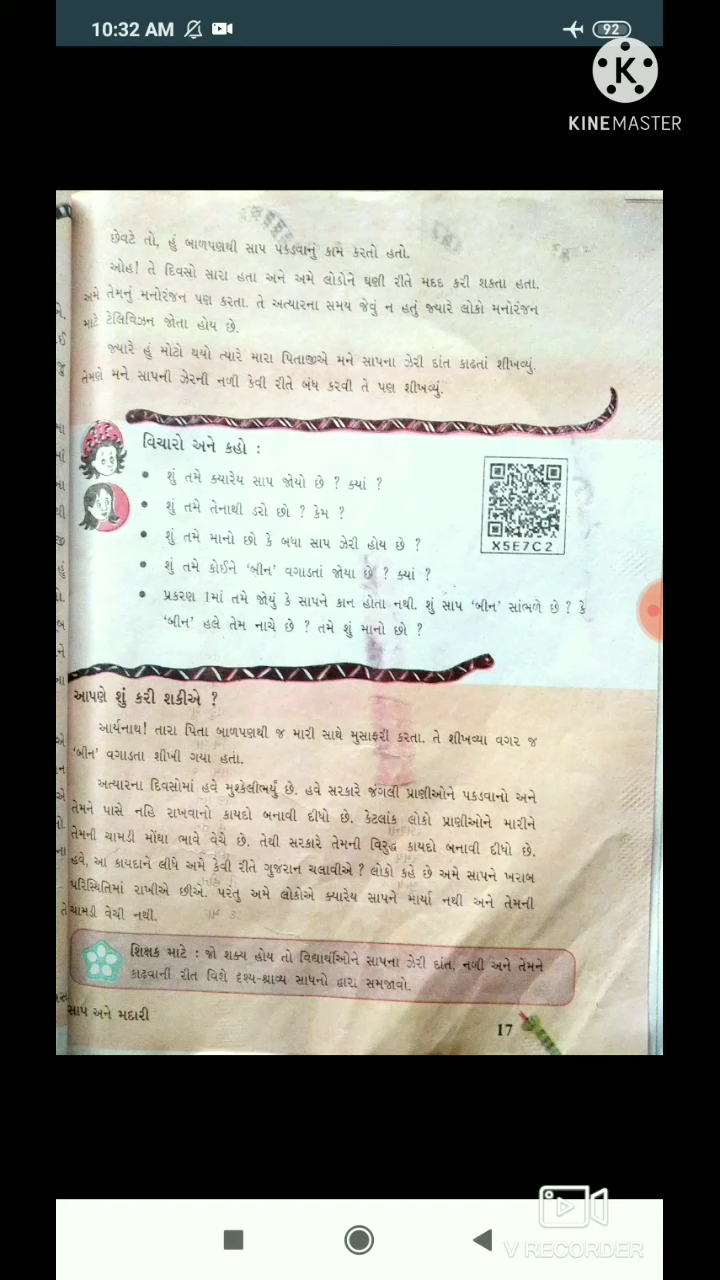 10:32 AM
92
K
KINEMASTER
છેવટે તો, હું બાળપણથી સાપ પકડવાનું કામ કરતો હતો.
ઓહ! તે દિવસો સારા હતા અને અમે લોકોને ઘણી રીતે મદદ કરી શકતા હતા.
અમે તેમનું મનોરંજન પણ કરતા. તે અત્યારના સમય જેવું ન હતું જ્યારે લોકો મનોરંજન
માટે ટેલિવિઝન જોતા હોય છે.
જ્યારે હું મોટો થયો ત્યારે મારા પિતાજીએ મને સાપના ઝેરી દાંત કાઢતાં શીખવ્યું.
તેમણે મને સાપની ઝેરની નળી કેવી રીતે બંધ કરવી તે પણ શીખવ્યું.
વિચારો અને કહો :
• શું તમે ક્યારેય સાપ જોયો છે ? ક્યાં ?
• શું તમે તેનાથી ડરો છો ? કેમ ?
• શું તમે માનો છો કે બધા સાપ ઝેરી હોય છે ?
X5E7C2
• શું તમે કોઈને ‘બીન’ વગાડતાં જોયા છે ? ક્યાં ?
• પ્રકરણ 1માં તમે જોયું કે સાપને કાન હોતા નથી. શું સાપ ‘બીન’ સાંભળે છે ? કે
‘બીન’ હલે તેમ નાચે છે ? તમે શું માનો છો ?
આપણે શું કરી શકીએ ?
આર્યનાથ! તારા પિતા બાળપણથી જ મારી સાથે મુસાફરી કરતા. તે શીખવ્યા વગર જ
‘બીન’ વગાડતા શીખી ગયા હતા.
અત્યારના દિવસોમાં હવે મુશ્કેલીભર્યું છે. હવે સરકારે જંગલી પ્રાણીઓને પકડવાનો અને
તેમને પાસે નહિ રાખવાનો કાયદો બનાવી દીધો છે. કેટલાંક લોકો પ્રાણીઓને મારીને
તેમની ચામડી મોંઘા ભાવે વેચે છે. તેથી સરકારે તેમની વિરુદ્ધ કાયદો બનાવી દીધો છે.
હવે, આ કાયદાને લીધે અમે કેવી રીતે ગુજરાન ચલાવીએ ? લોકો કહે છે અમે સાપને ખરાબ
પરિસ્થિતિમાં રાખીએ છીએ. પરંતુ અમે લોકોએ ક્યારેય સાપને માર્યા નથી અને તેમની
ચામડી વેચી નથી.
શિક્ષક માટે : જો શક્ય હોય તો વિદ્યાર્થીઓને સાપના ઝેરી દાંત, નળી અને તેમને
કાઢવાની રીત વિશે દૃશ્ય-શ્રાવ્ય સાધનો દ્વારા સમજાવો.
સાપ અને મદારી
17
V RECORDER